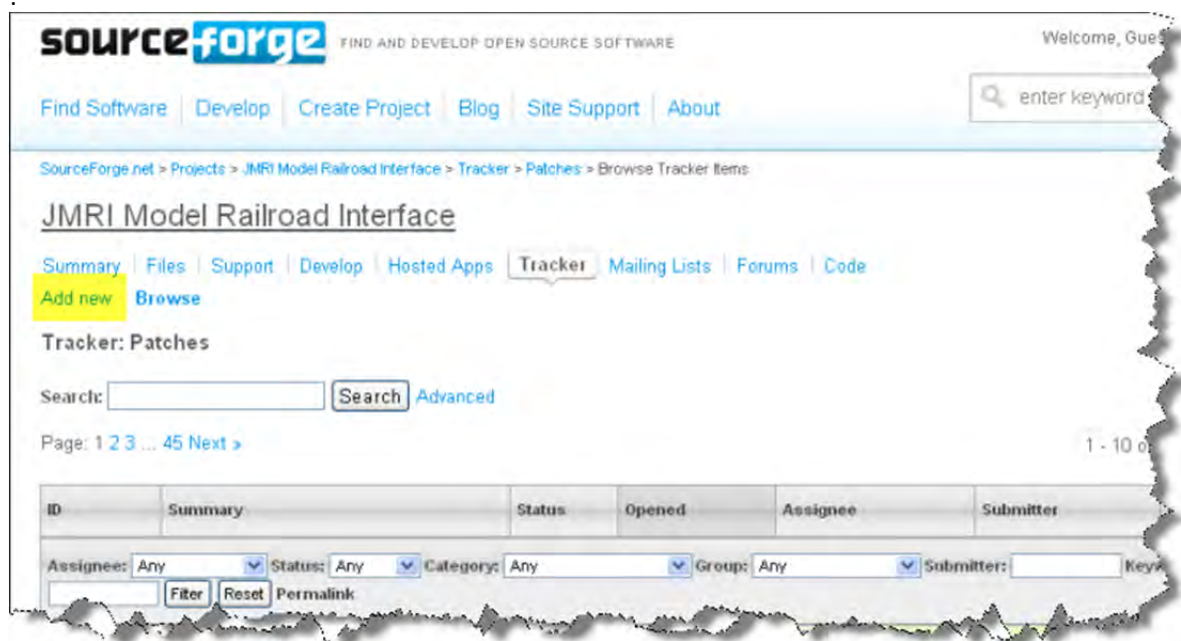 .
sourceforge FIND AND DEVELOP OPEN SOURCE SOFTWARE Welcome,
Find Software Develop Create Project Blog Site Support About enter keyword
SourceForge.net > Projects > JMRI Model Railroad Interface > Tracker > Patches > Browse Tracker Items
JMRI Model Railroad Interface
Summary Files Support Develop Hosted Apps Tracker Mailing Lists Forums Code
Add new Browse
Tracker: Patches
Search: Search Advanced
Page: 1 2 3 ... 45 Next »
1 - 10
ID Summary Status Opened Assignee Submitter
Assignee: Any Status: Any Category: Any Group: Any Submitter:
Filter Reset Permalink